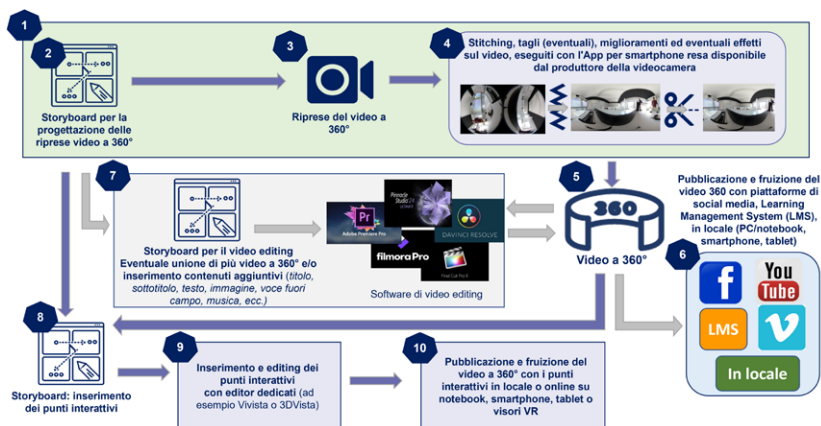 1
2
Storyboard per la
progettazione delle
riprese video a 360°
3
Riprese del video a
360°
4
Stitching, tagli (eventuali), miglioramenti ed eventuali effetti
sul video, eseguiti con l'App per smartphone resa disponibile
dal produttore della videocamera
5
360
Video a 360°
Pubblicazione e fruizione del
video 360 con piattaforme di
social media, Learning
Management System (LMS),
in locale (PC/notebook,
smartphone, tablet)
6
f
You
Tube
LMS
v
In locale
7
Storyboard per il video editing
Eventuale unione di più video a 360° e/o
inserimento contenuti aggiuntivi (titolo,
sottotitolo, testo, immagine, voce fuori
campo, musica, ecc.)
Pr
Adobe Premiere Pro
Pinnacle
Studio 24
DAVINCI RESOLVE
filmora Pro
Final Cut Pro X
Software di video editing
8
Storyboard: inserimento
dei punti interattivi
9
Inserimento e editing dei
punti interattivi
con editor dedicati (ad
esempio Vivista o 3DVista)
10
Pubblicazione e fruizione del
video a 360° con i punti
interattivi in locale o online su
notebook, smartphone, tablet o
visori VR